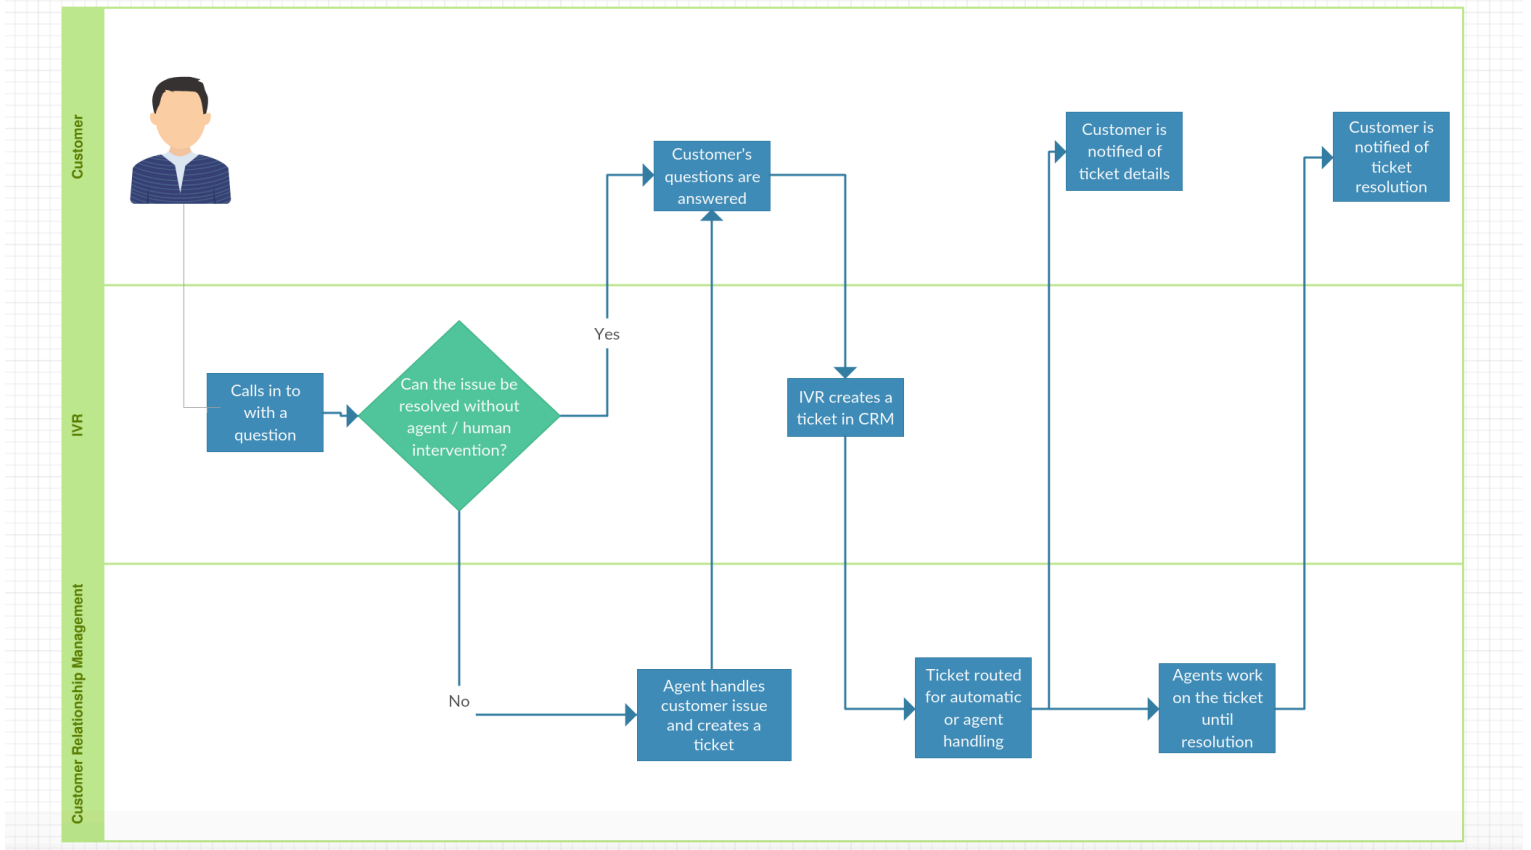 Customer
Customer's
questions are
answered
Customer is
notified of
ticket details
Customer is
notified of
ticket
resolution
IVR
Calls in to
with a
question
Can the issue be
resolved without
agent / human
intervention?
Yes
IVR creates a
ticket in CRM
Customer Relationship Management
No
Agent handles
customer issue
and creates a
ticket
Ticket routed
for automatic
or agent
handling
Agents work
on the ticket
until
resolution